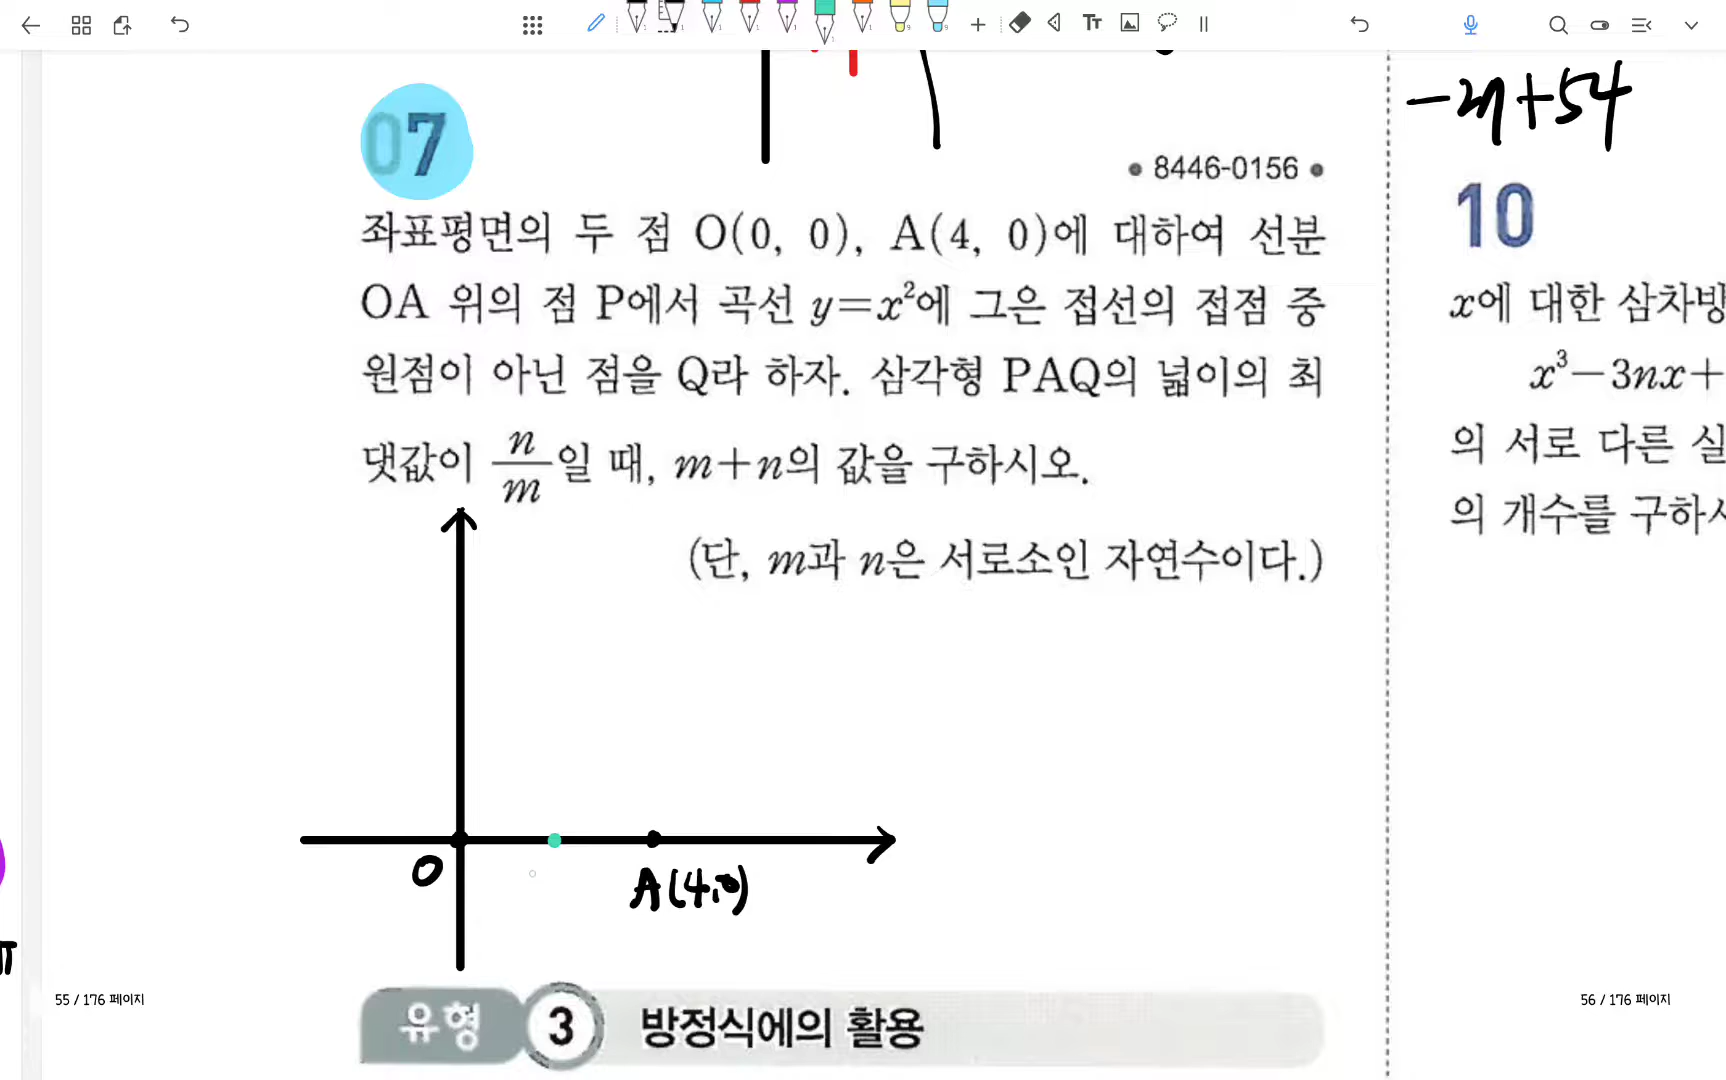 07
8446-0156
좌표평면의 두 점 O(0, 0), A(4, 0)에 대하여 선분
OA 위의 점 P에서 곡선 y=x²에 그은 접선의 접점 중
원점이 아닌 점을 Q라 하자. 삼각형 PAQ의 넓이의 최
댓값이 n/m일 때, m+n의 값을 구하시오.
(단, m과 n은 서로소인 자연수이다.)
O
A(4,0)
55 / 176 페이지
유형 3 방정식에의 활용
+54
10
x에 대한 삼차방
x³-3nx+
의 서로 다른 실
의 개수를 구하시
56 / 176 페이지
Tт
π